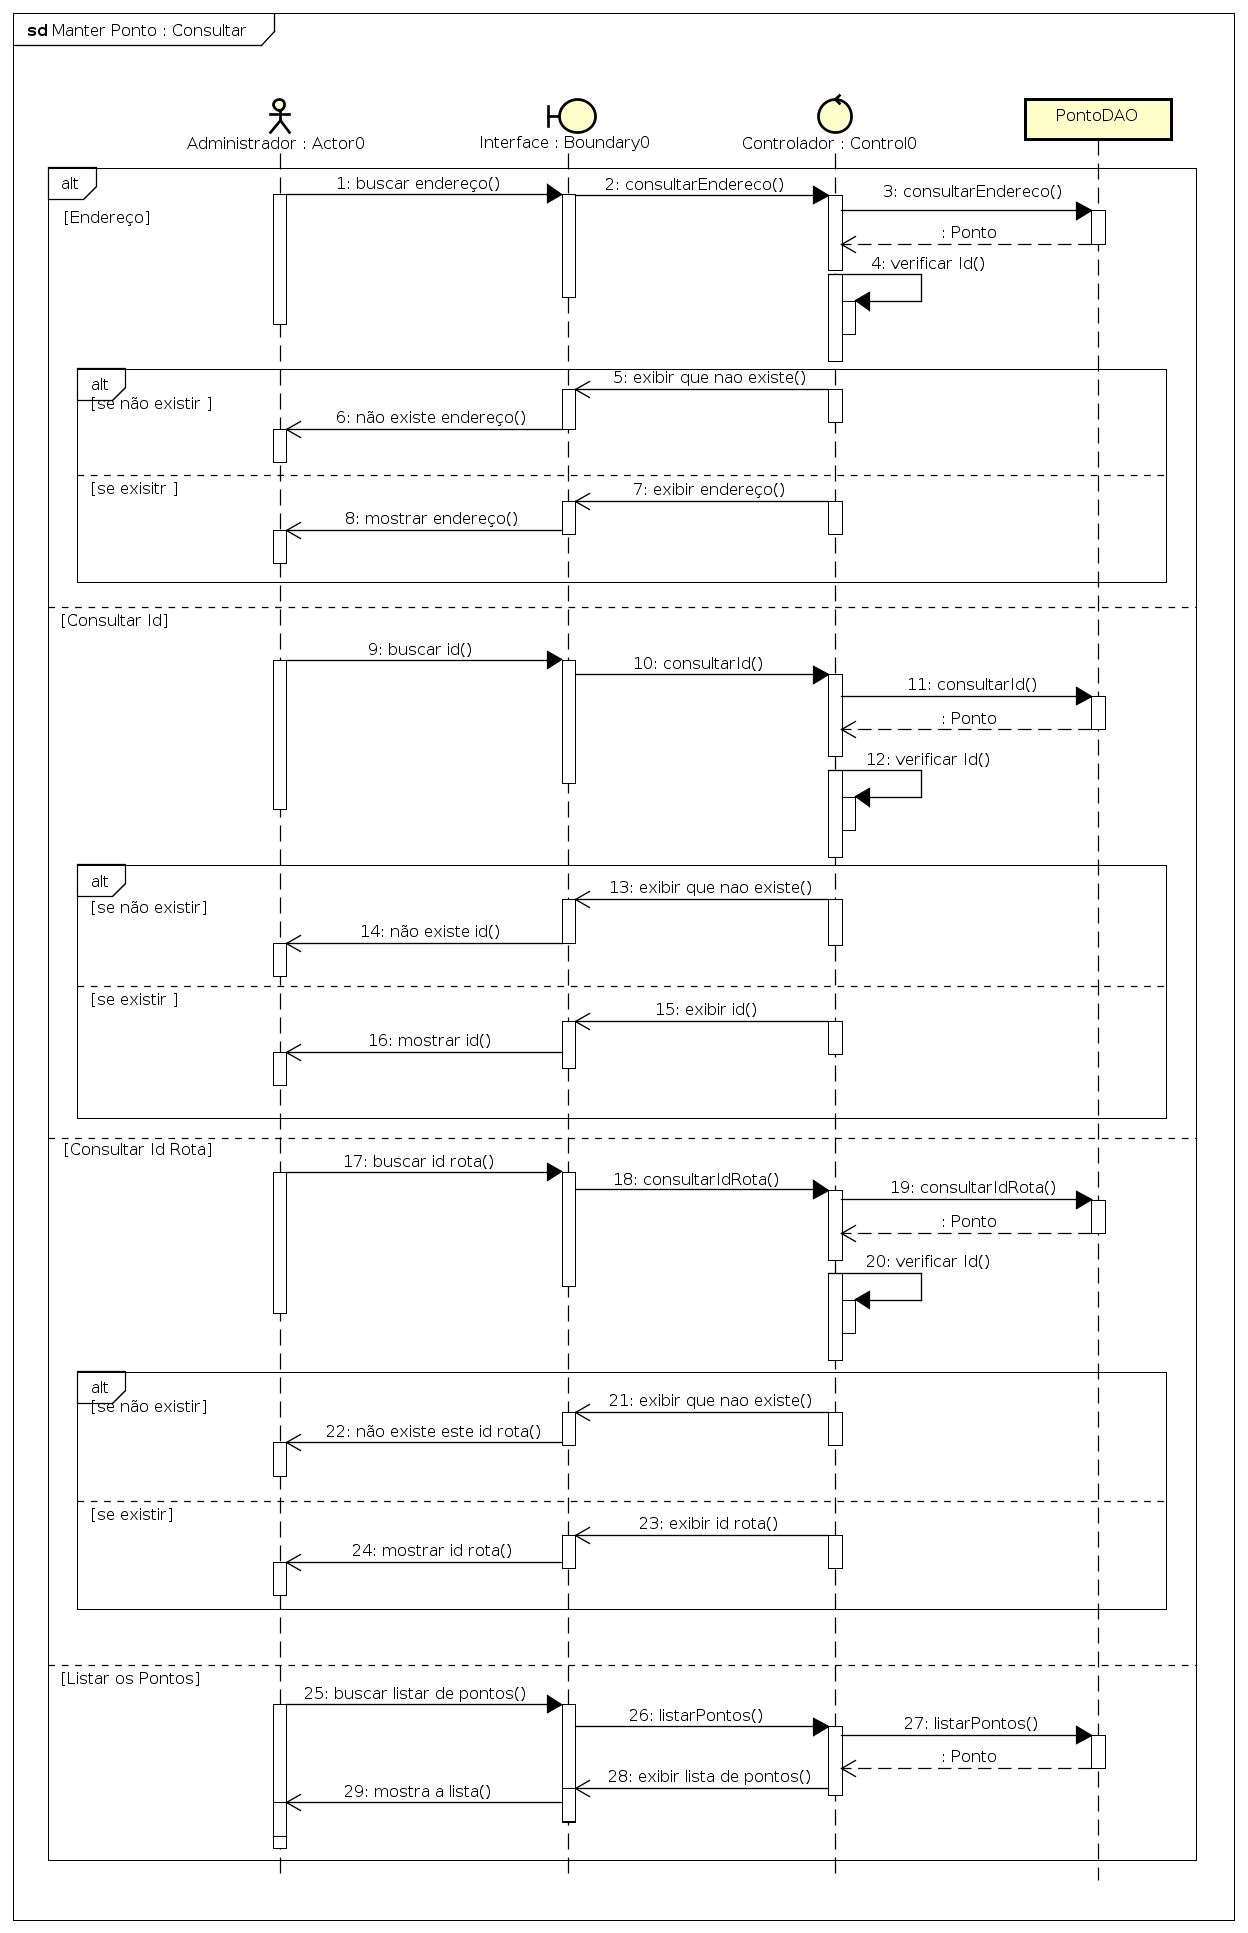 sd Manter Ponto : Consultar
Administrador : Actor0
Interface : Boundary0
Controlador : Control0
PontoDAO
alt
[Endereço]
1: buscar endereço()
2: consultarEndereco()
3: consultarEndereco()
: Ponto
4: verificar Id()
alt
[se não existir ]
5: exibir que nao existe()
6: não existe endereço()
[se exisitr ]
7: exibir endereço()
8: mostrar endereço()
[Consultar Id]
9: buscar id()
10: consultarId()
11: consultarId()
: Ponto
12: verificar Id()
alt
[se não existir]
13: exibir que nao existe()
14: não existe id()
[se existir ]
15: exibir id()
16: mostrar id()
[Consultar Id Rota]
17: buscar id rota()
18: consultarIdRota()
19: consultarIdRota()
: Ponto
20: verificar Id()
alt
[se não existir]
21: exibir que nao existe()
22: não existe este id rota()
[se existir]
23: exibir id rota()
24: mostrar id rota()
[Listar os Pontos]
25: buscar listar de pontos()
26: listarPontos()
27: listarPontos()
: Ponto
28: exibir lista de pontos()
29: mostra a lista()